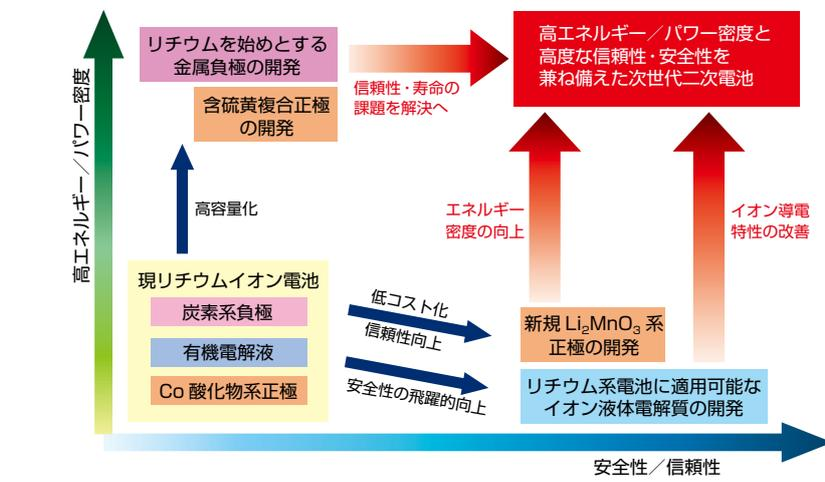 高エネルギー／パワー密度
リチウムを始めとする
金属負極の開発
含硫黄複合正極
の開発
信頼性・寿命の
課題を解決へ
高エネルギー／パワー密度と
高度な信頼性・安全性を
兼ね備えた次世代二次電池
高容量化
エネルギー
密度の向上
イオン導電
特性の改善
現リチウムイオン電池
炭素系負極
有機電解液
Co 酸化物系正極
低コスト化
信頼性向上
安全性の飛躍的向上
新規 Li₂MnO₃ 系
正極の開発
リチウム系電池に適用可能な
イオン液体電解質の開発
安全性／信頼性